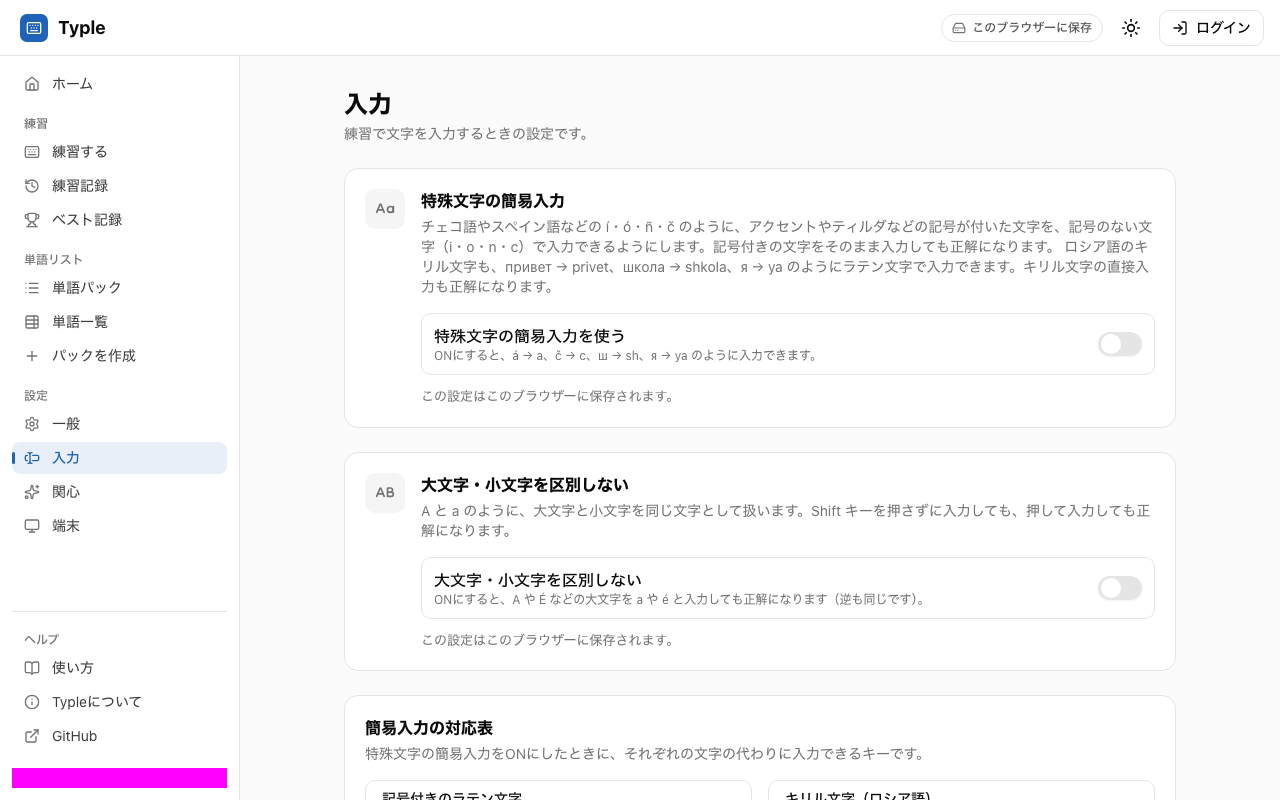 Typle
このブラウザーに保存
ログイン
ホーム
練習
練習する
練習記録
ベスト記録
単語リスト
単語パック
単語一覧
パックを作成
設定
一般
入力
関心
端末
ヘルプ
使い方
Typleについて
GitHub
入力
練習で文字を入力するときの設定です。
Aa
特殊文字の簡易入力
チェコ語やスペイン語などの í・ó・ñ・č のように、アクセントやティルダなどの記号が付いた文字を、記号のない文
字（i・o・n・c）で入力できるようにします。記号付きの文字をそのまま入力しても正解になります。 ロシア語のキ
リル文字も、привет → privet、школа → shkola、я → ya のようにラテン文字で入力できます。キリル文字の直接入
力も正解になります。
特殊文字の簡易入力を使う
ONにすると、á → a、č → c、ш → sh、я → ya のように入力できます。
この設定はこのブラウザーに保存されます。
AB
大文字・小文字を区別しない
A と a のように、大文字と小文字を同じ文字として扱います。Shift キーを押さずに入力しても、押して入力しても正
解になります。
大文字・小文字を区別しない
ONにすると、A や É などの大文字を a や é と入力しても正解になります（逆も同じです）。
この設定はこのブラウザーに保存されます。
簡易入力の対応表
特殊文字の簡易入力をONにしたときに、それぞれの文字の代わりに入力できるキーです。
記号付きのラテン文字
キリル文字（ロシア語）